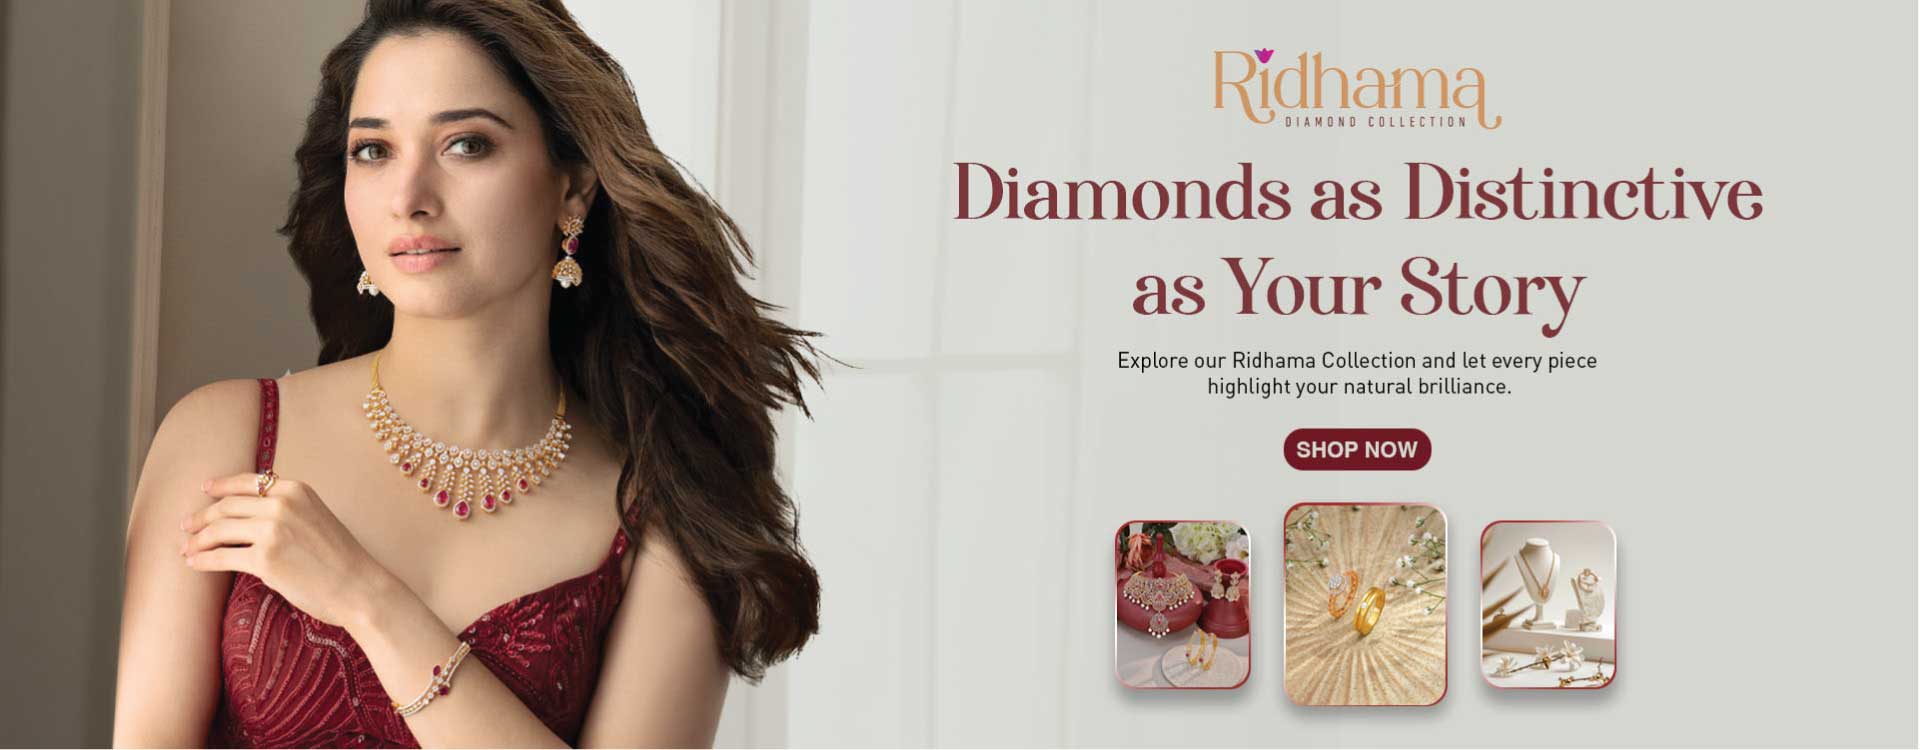 Ridhama
DIAMOND COLLECTION
Diamonds as Distinctive
as Your Story
Explore our Ridhama Collection and let every piece
highlight your natural brilliance.
SHOP NOW